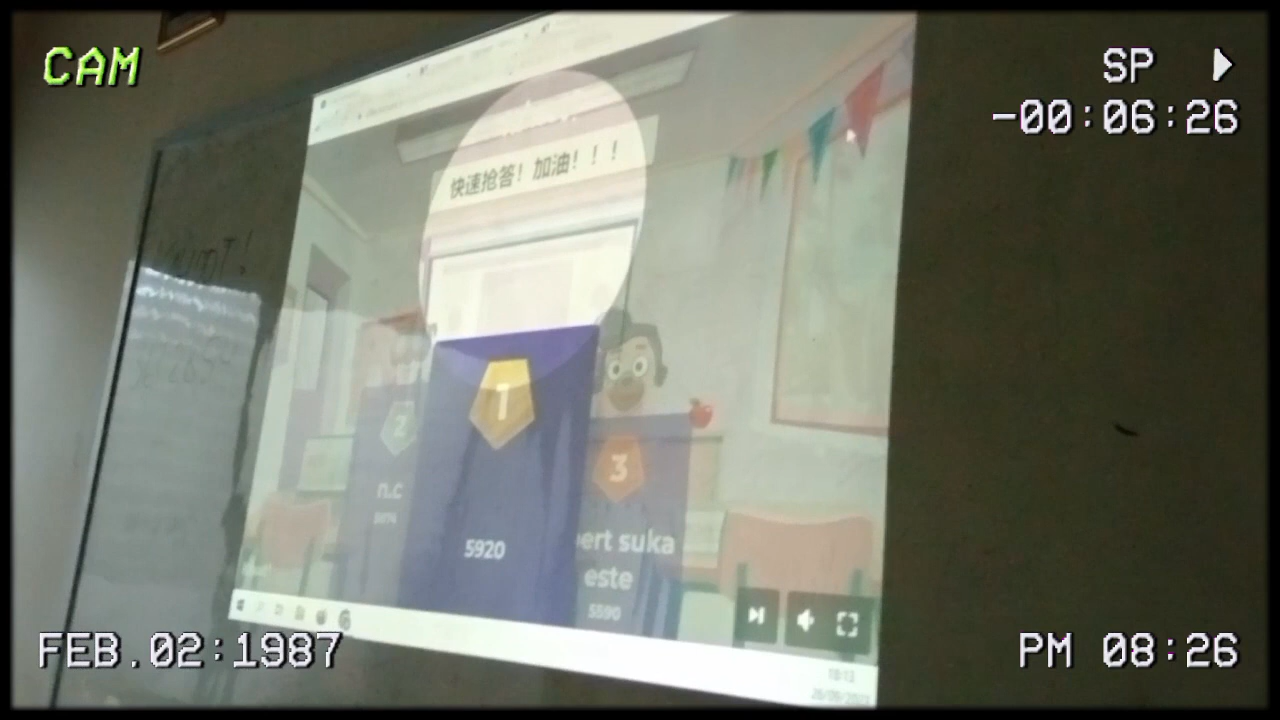 CAM
SP
-00:06:26
快速抢答！加油！！！
1
2
3
n.c
5920
ert suka
este
5590
FEB.02:1987
PM 08:26